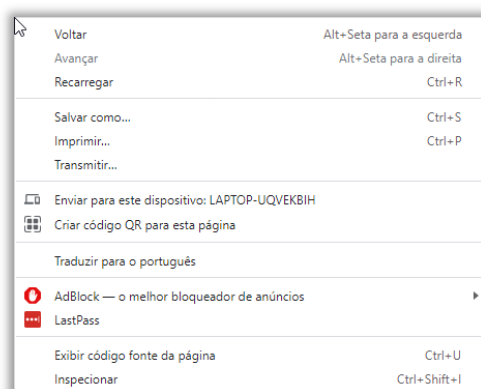 Voltar Alt+Seta para a esquerda
Avançar Alt+Seta para a direita
Recarregar Ctrl+R
Salvar como... Ctrl+S
Imprimir... Ctrl+P
Transmitir...
Enviar para este dispositivo: LAPTOP-UQVEKBIH
Criar código QR para esta página
Traduzir para o português
AdBlock — o melhor bloqueador de anúncios
LastPass
Exibir código fonte da página Ctrl+U
Inspecionar Ctrl+Shift+I